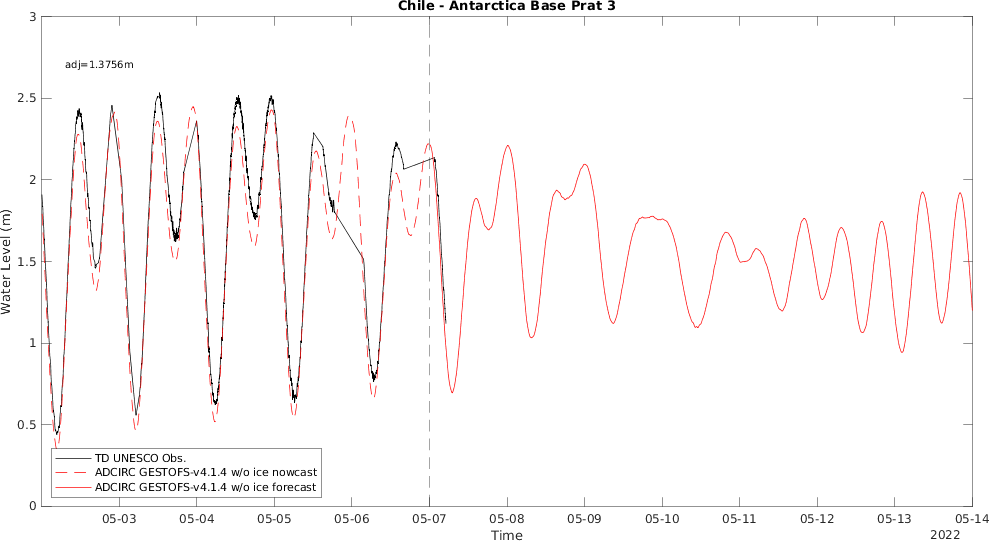 Chile - Antarctica Base Prat 3
adj=1.3756m
3
2.5
2
1.5
1
0.5
0
Water Level (m)
TD UNESCO Obs.
ADCIRC GESTOFS-v4.1.4 w/o ice nowcast
ADCIRC GESTOFS-v4.1.4 w/o ice forecast
05-03 05-04 05-05 05-06 05-07 05-08 05-09 05-10 05-11 05-12 05-13 05-14
Time
2022